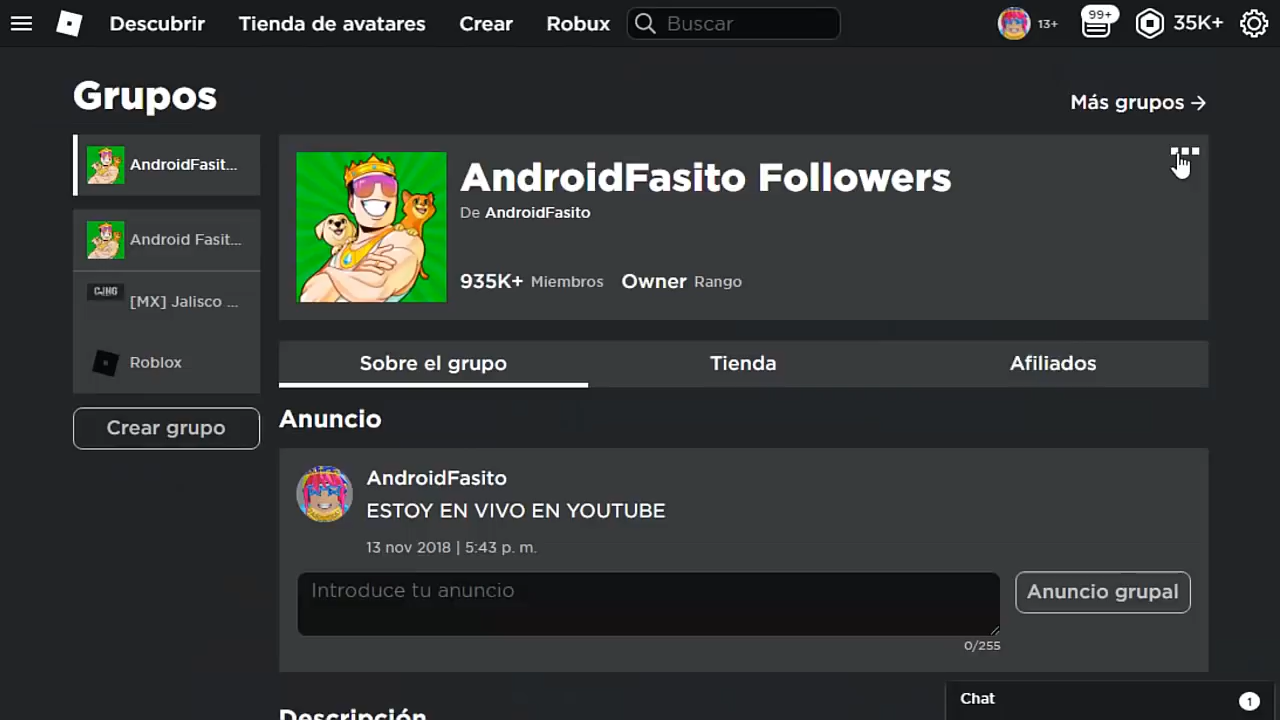 Descubrir Tienda de avatares Crear Robux Buscar 13+ 99+ 35K+
Grupos
Más grupos →
AndroidFasit...
Android Fasit...
CJNG [MX] Jalisco ...
Roblox
Crear grupo
AndroidFasito Followers
De AndroidFasito
935K+ Miembros Owner Rango
Sobre el grupo Tienda Afiliados
Anuncio
AndroidFasito
ESTOY EN VIVO EN YOUTUBE
13 nov 2018 | 5:43 p. m.
Introduce tu anuncio
Anuncio grupal
0/255
Descripción
Chat 1